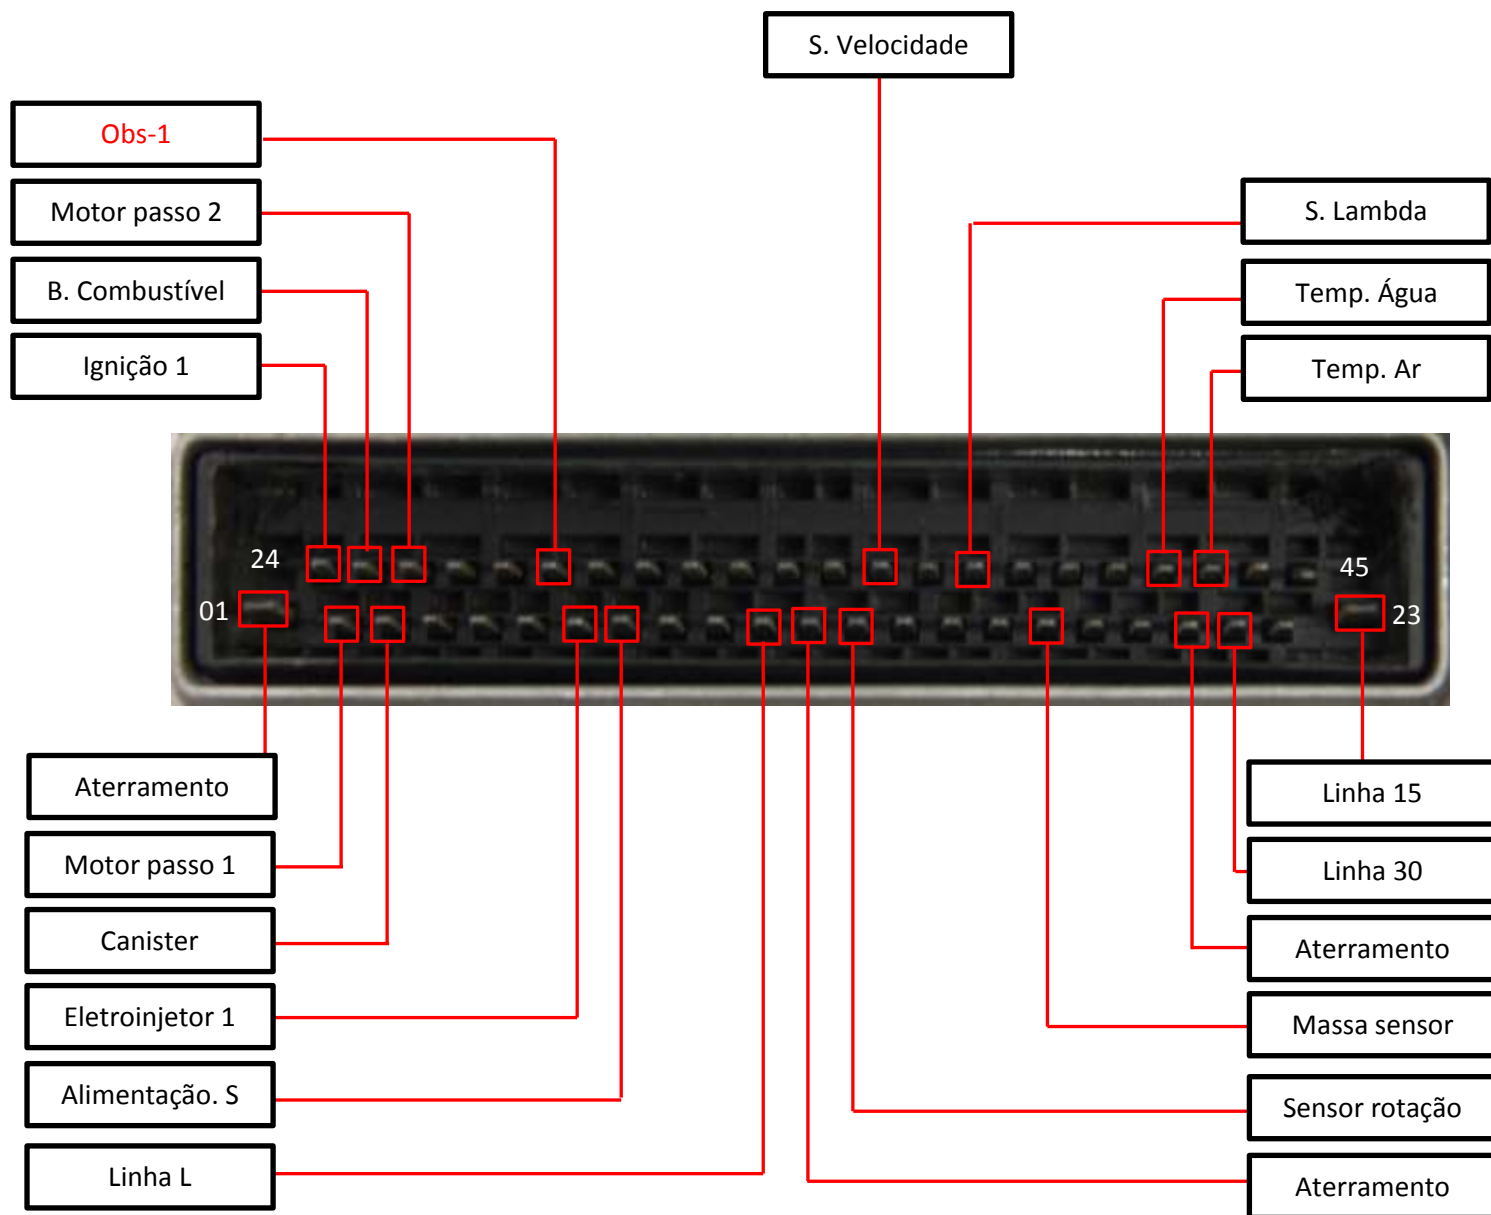 S. Velocidade
Obs-1
Motor passo 2
B. Combustível
Ignição 1
S. Lambda
Temp. Água
Temp. Ar
24
45
01
23
Aterramento
Motor passo 1
Canister
Eletroinjetor 1
Alimentação. S
Linha L
Linha 15
Linha 30
Aterramento
Massa sensor
Sensor rotação
Aterramento